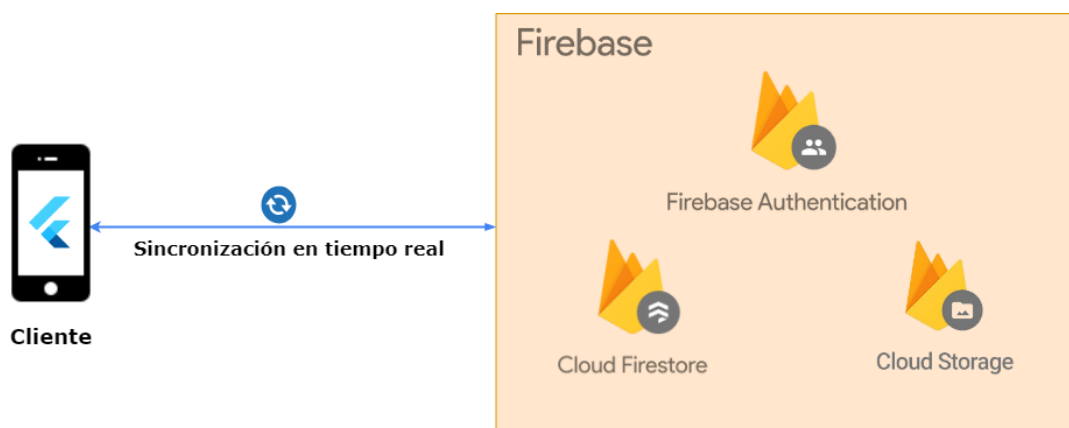 Firebase
Firebase Authentication
Sincronización en tiempo real
Cliente
Cloud Firestore
Cloud Storage